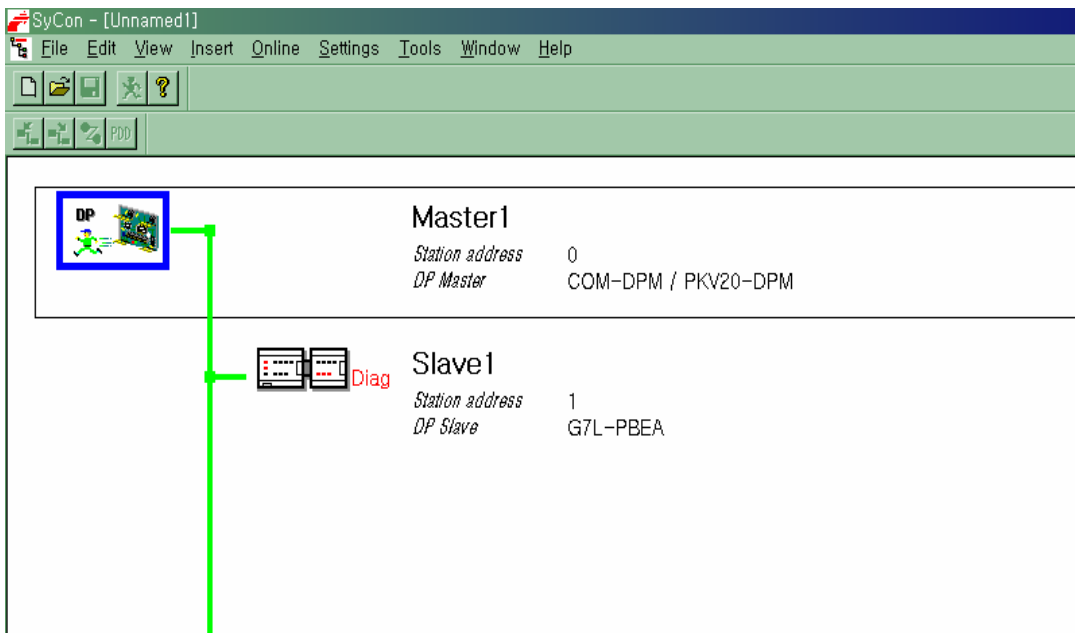 SyCon - [Unnamed1]
File Edit View Insert Online Settings Tools Window Help
PDD
DP
Master1
Station address 0
DP Master COM-DPM / PKV20-DPM
Diag
Slave1
Station address 1
DP Slave G7L-PBEA